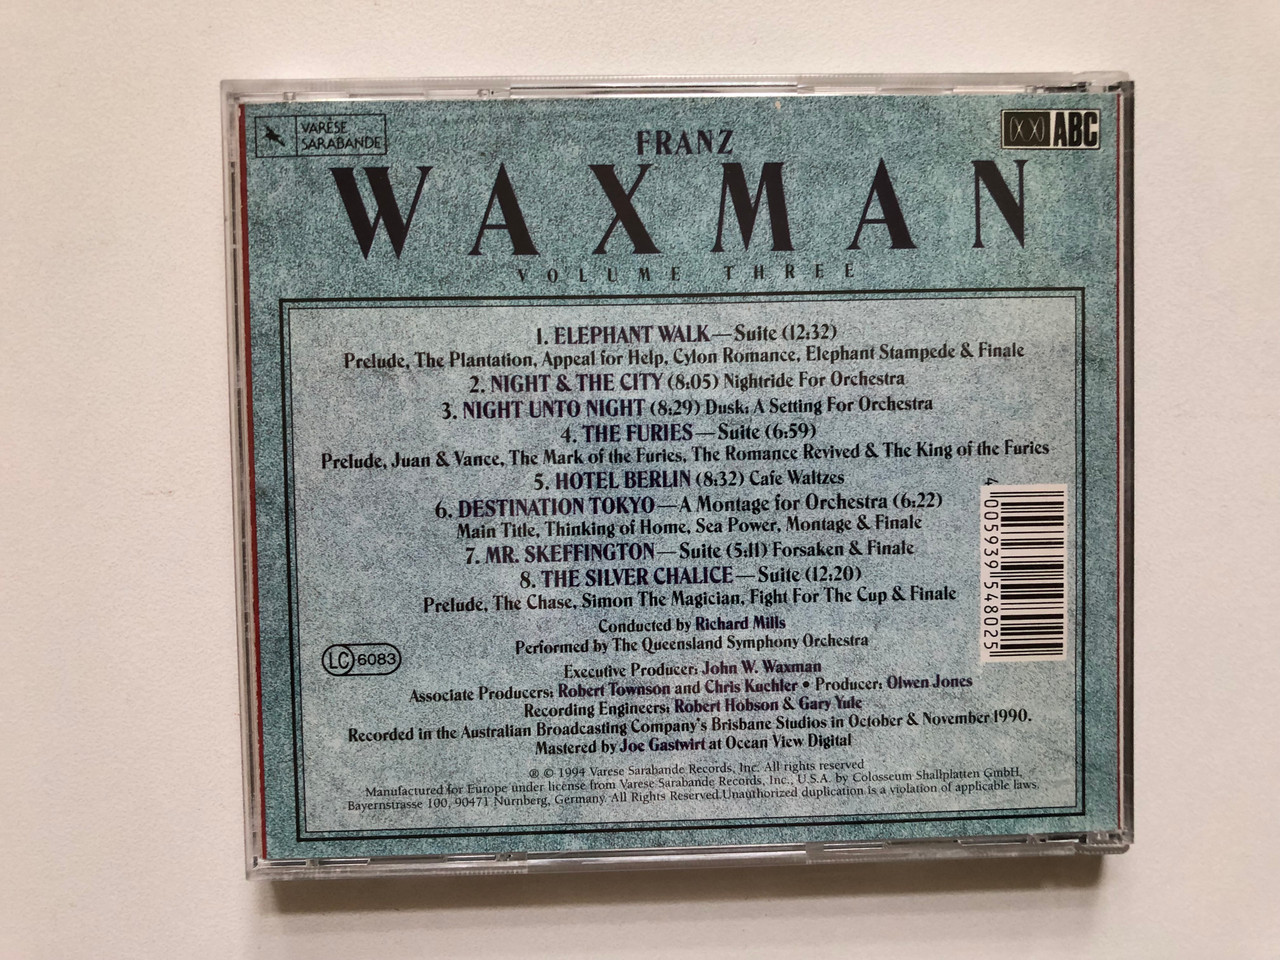 VARÈSE
SARABANDE
ABC
FRANZ
WAXMAN
VOLUME THREE
1. ELEPHANT WALK—Suite (12:32)
Prelude, The Plantation, Appeal for Help, Cylon Romance, Elephant Stampede & Finale
2. NIGHT & THE CITY (8:05) Nightride For Orchestra
3. NIGHT UNTO NIGHT (8:29) Dusk: A Setting For Orchestra
4. THE FURIES—Suite (6:59)
Prelude, Juan & Vance, The Mark of the Furies, The Romance Revived & The King of the Furies
5. HOTEL BERLIN (8:32) Cafe Waltzes
6. DESTINATION TOKYO—A Montage for Orchestra (6:22)
Main Title, Thinking of Home, Sea Power, Montage & Finale
7. MR. SKEFFINGTON—Suite (5:11) Forsaken & Finale
8. THE SILVER CHALICE—Suite (12:20)
Prelude, The Chase, Simon The Magician, Fight For The Cup & Finale
Conducted by Richard Mills
Performed by The Queensland Symphony Orchestra
LC 6083
Executive Producer: John W. Waxman
Associate Producers: Robert Townson and Chris Kuchler • Producer: Olwen Jones
Recording Engineers: Robert Hobson & Gary Yule
Recorded in the Australian Broadcasting Company's Brisbane Studios in October & November 1990.
Mastered by Joe Gastwirt at Ocean View Digital
℗ © 1994 Varese Sarabande Records, Inc. All rights reserved
Manufactured for Europe under license from Varese Sarabande Records, Inc., U.S.A. by Colosseum Shallplatten GmbH,
Bayernstrasse 100, 90471 Nürnberg, Germany. All Rights Reserved.Unauthorized duplication is a violation of applicable laws.
4 005939 548025